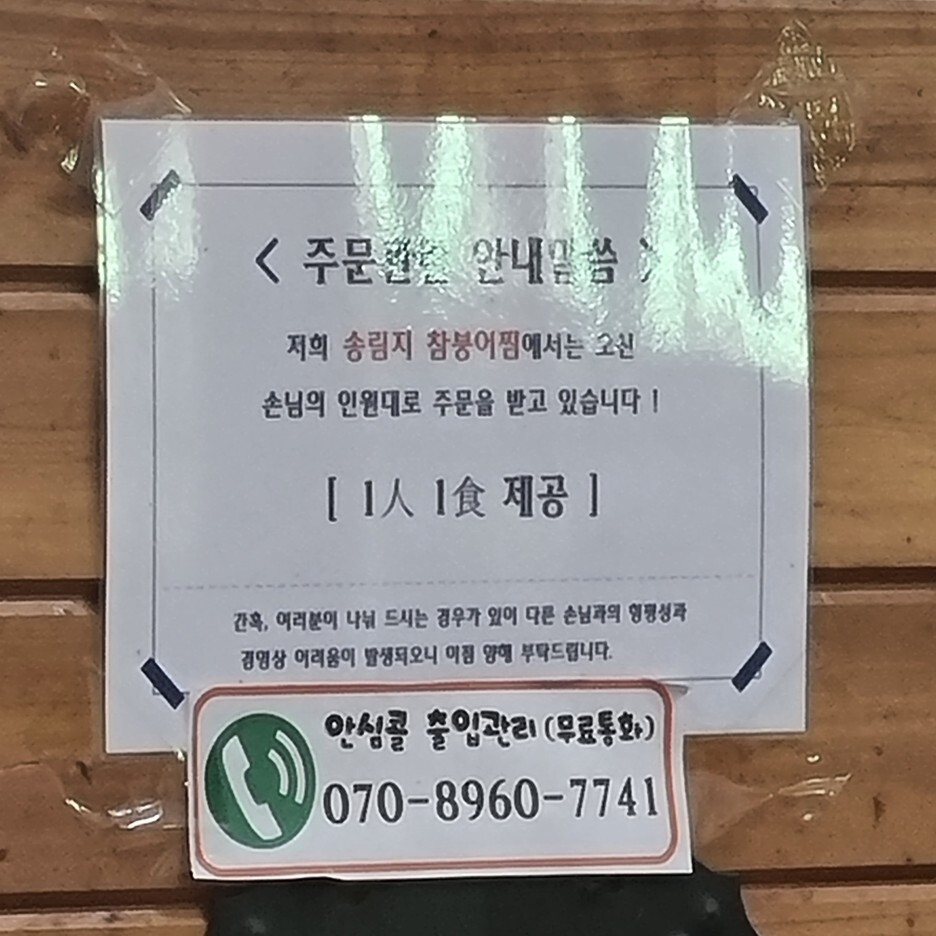 < 주문관련 안내말씀 >
저희 송림지 참붕어찜에서는 오신
손님의 인원대로 주문을 받고 있습니다 !
[ 1人 1食 제공 ]
간혹, 여러분이 나눠 드시는 경우가 있어 다른 손님과의 형평성과
경영상 어려움이 발생되오니 이점 양해 부탁드립니다.
안심콜 출입관리 (무료통화)
070-8960-7741